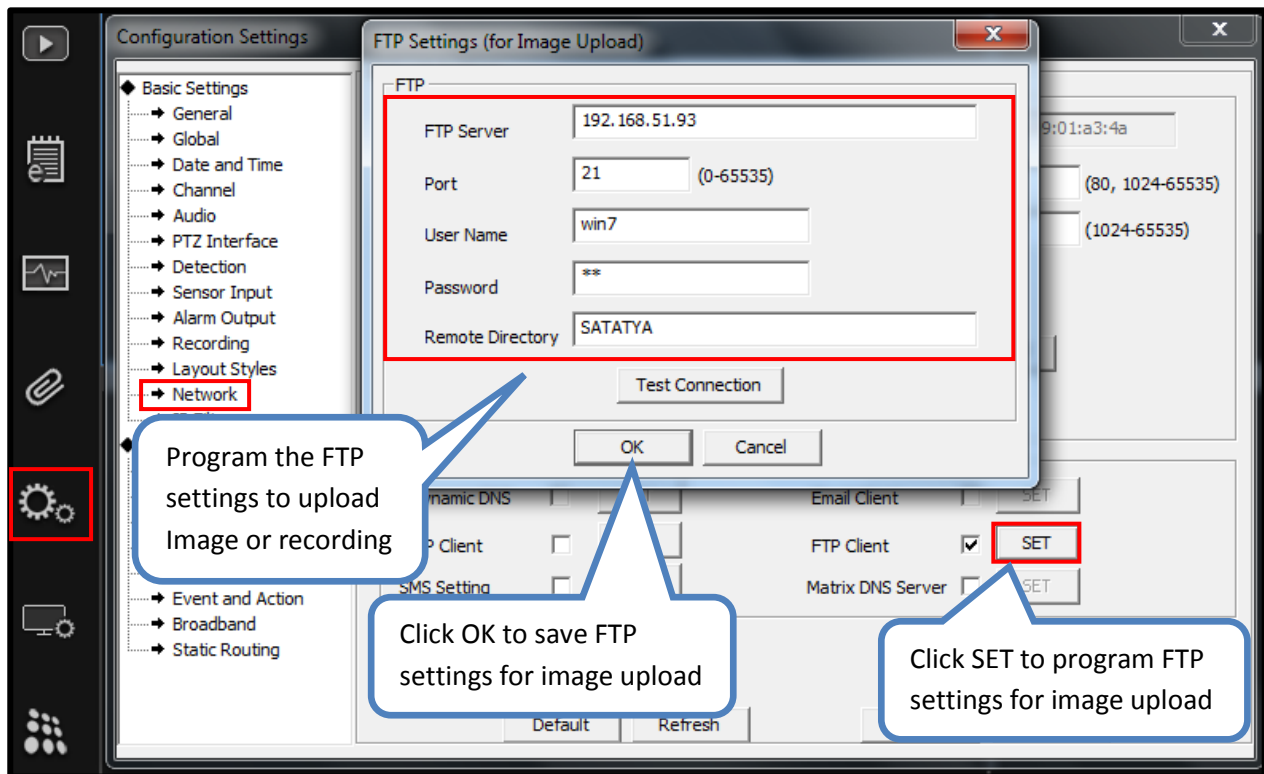 Configuration Settings
x
FTP Settings (for Image Upload)
x
Basic Settings
General
Global
Date and Time
Channel
Audio
PTZ Interface
Detection
Sensor Input
Alarm Output
Recording
Layout Styles
Network
Event and Action
Broadband
Static Routing
FTP
FTP Server 192.168.51.93
Port 21 (0-65535)
User Name win7
Password **
Remote Directory SATATYA
Test Connection
OK Cancel
9:01:a3:4a
(80, 1024-65535)
(1024-65535)
Email Client SET
DNS
Client
FTP Client SET
SMS Setting
Matrix DNS Server SET
Default Refresh
Program the FTP
settings to upload
Image or recording
Click OK to save FTP
settings for image upload
Click SET to program FTP
settings for image upload